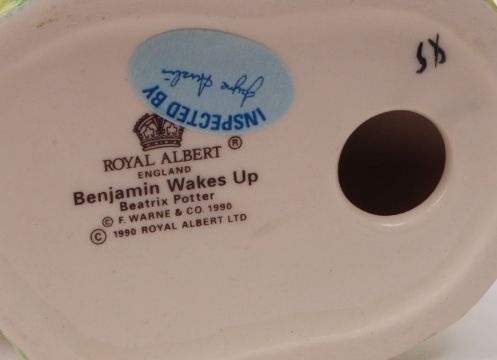 INSPECTED BY
ROYAL ALBERT ®
ENGLAND
Benjamin Wakes Up
Beatrix Potter
© F. WARNE & CO. 1990
© 1990 ROYAL ALBERT LTD